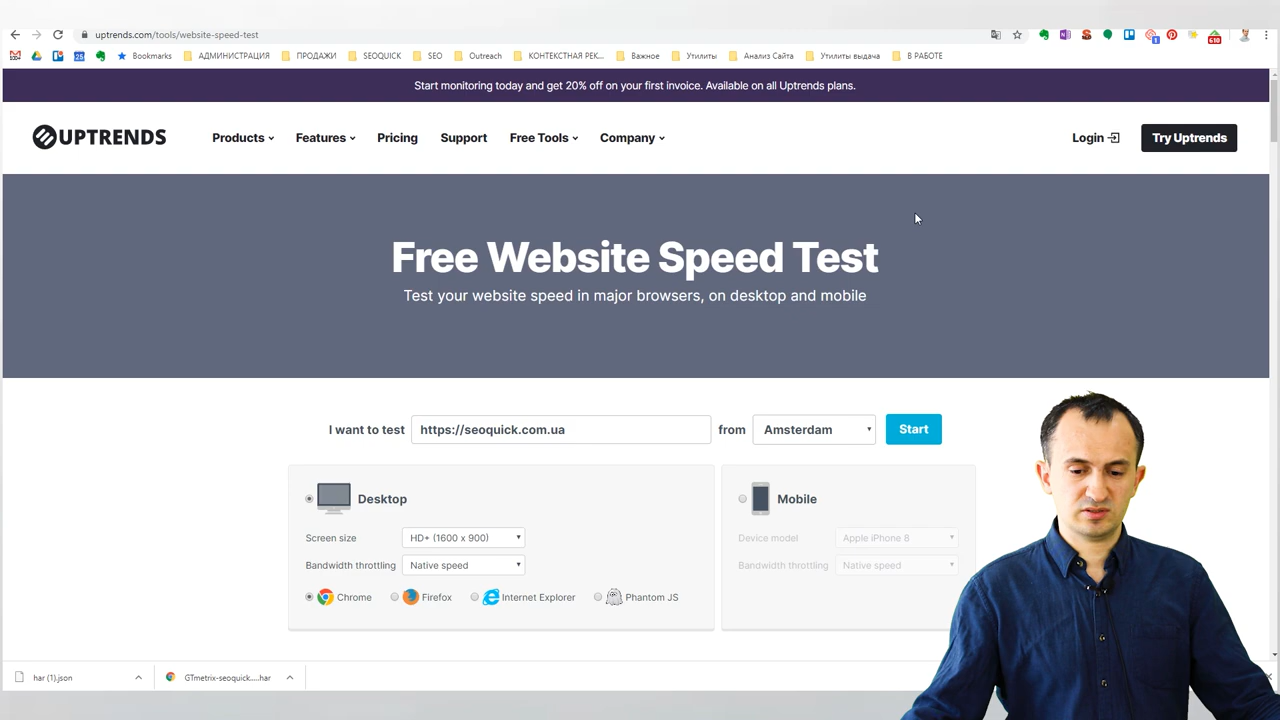 uptrends.com/tools/website-speed-test
Bookmarks АДМИНИСТРАЦИЯ ПРОДАЖИ SEOQUICK SEO Outreach КОНТЕКСТНАЯ РЕК... Важное Утилиты Анализ Сайта Утилиты выдача В РАБОТЕ
Start monitoring today and get 20% off on your first invoice. Available on all Uptrends plans.
UPTRENDS Products Features Pricing Support Free Tools Company Login Try Uptrends
Free Website Speed Test
Test your website speed in major browsers, on desktop and mobile
I want to test https://seoquick.com.ua from Amsterdam Start
Desktop Mobile
Screen size HD+ (1600 x 900) Device model Apple iPhone 8
Bandwidth throttling Native speed Bandwidth throttling Native speed
Chrome Firefox Internet Explorer Phantom JS
har (1).json GTmetrix-seoquick....har